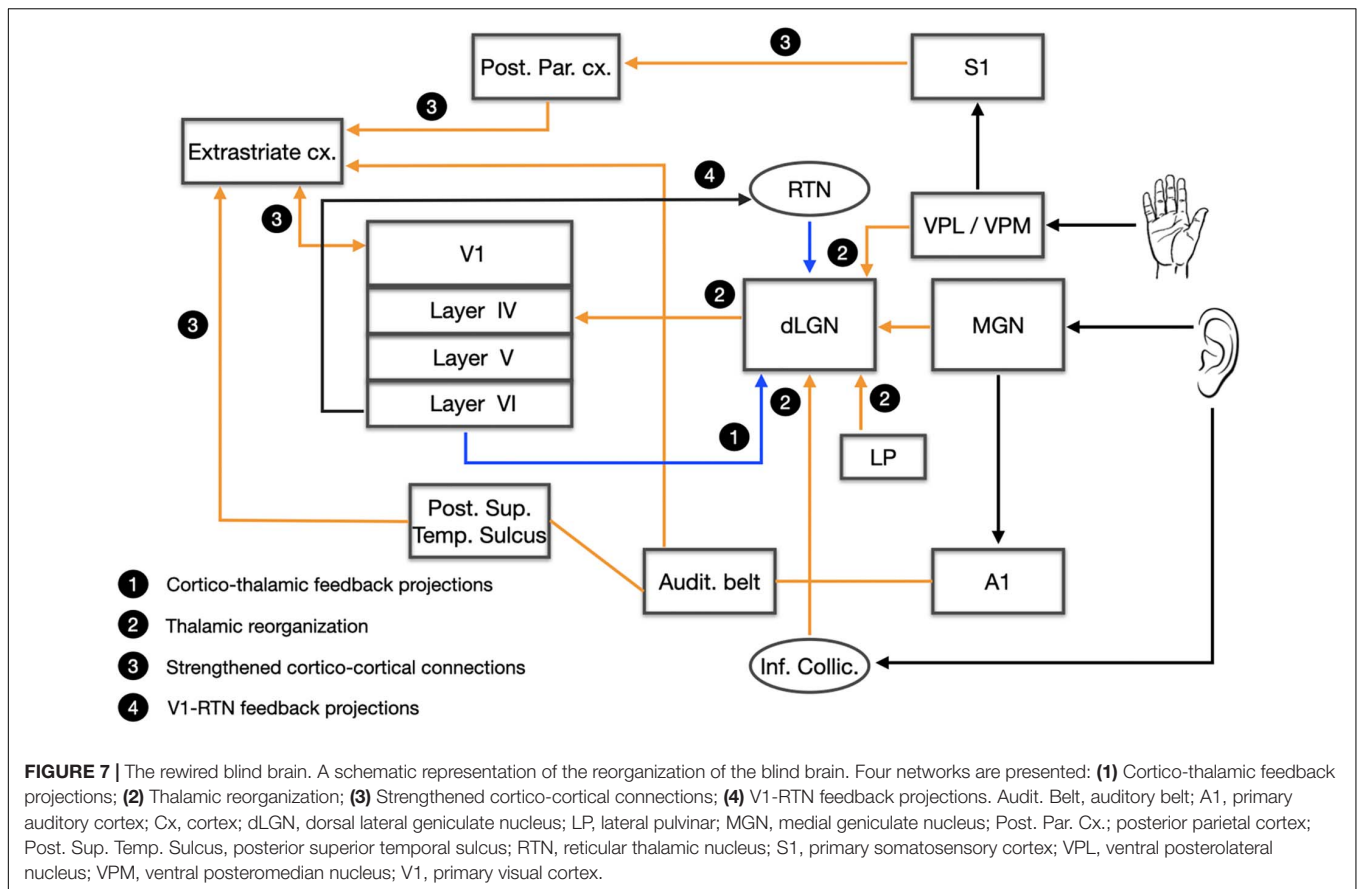 3
Post. Par. cx.
S1
3
Extrastriate cx.
4
RTN
VPL / VPM
3
2
V1
2
dLGN
MGN
Layer IV
3
Layer V
Layer VI
2
2
1
LP
Post. Sup.
Temp. Sulcus
Audit. belt
A1
Inf. Collic.
1 Cortico-thalamic feedback projections
2 Thalamic reorganization
3 Strengthened cortico-cortical connections
4 V1-RTN feedback projections
FIGURE 7 | The rewired blind brain. A schematic representation of the reorganization of the blind brain. Four networks are presented: (1) Cortico-thalamic feedback
projections; (2) Thalamic reorganization; (3) Strengthened cortico-cortical connections; (4) V1-RTN feedback projections. Audit. Belt, auditory belt; A1, primary
auditory cortex; Cx, cortex; dLGN, dorsal lateral geniculate nucleus; LP, lateral pulvinar; MGN, medial geniculate nucleus; Post. Par. Cx.; posterior parietal cortex;
Post. Sup. Temp. Sulcus, posterior superior temporal sulcus; RTN, reticular thalamic nucleus; S1, primary somatosensory cortex; VPL, ventral posterolateral
nucleus; VPM, ventral posteromedian nucleus; V1, primary visual cortex.